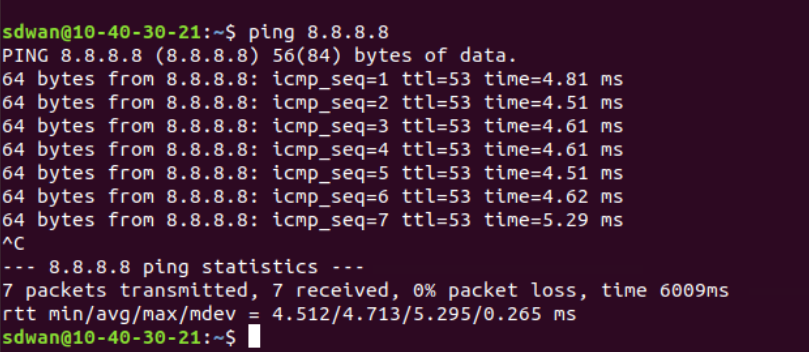 sdwan@10-40-30-21:~$ ping 8.8.8.8
PING 8.8.8.8 (8.8.8.8) 56(84) bytes of data.
64 bytes from 8.8.8.8: icmp_seq=1 ttl=53 time=4.81 ms
64 bytes from 8.8.8.8: icmp_seq=2 ttl=53 time=4.51 ms
64 bytes from 8.8.8.8: icmp_seq=3 ttl=53 time=4.61 ms
64 bytes from 8.8.8.8: icmp_seq=4 ttl=53 time=4.61 ms
64 bytes from 8.8.8.8: icmp_seq=5 ttl=53 time=4.51 ms
64 bytes from 8.8.8.8: icmp_seq=6 ttl=53 time=4.62 ms
64 bytes from 8.8.8.8: icmp_seq=7 ttl=53 time=5.29 ms
^C
--- 8.8.8.8 ping statistics ---
7 packets transmitted, 7 received, 0% packet loss, time 6009ms
rtt min/avg/max/mdev = 4.512/4.713/5.295/0.265 ms
sdwan@10-40-30-21:~$